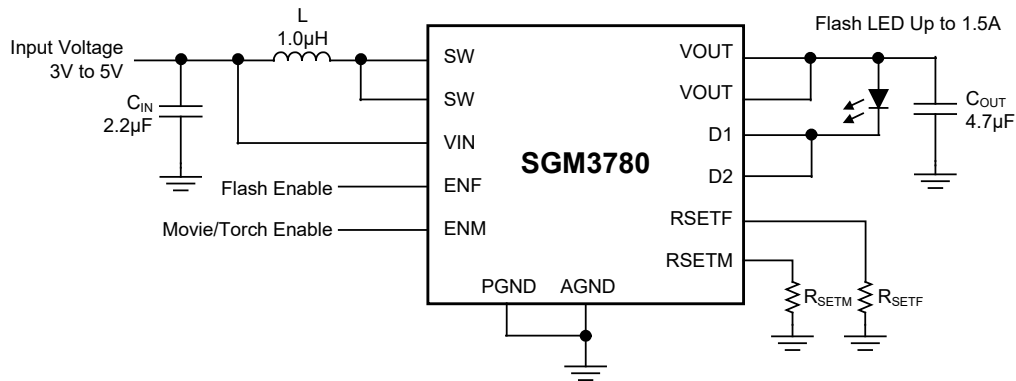 L
1.0μH
Input Voltage
3V to 5V
CIN
2.2μF
Flash Enable
Movie/Torch Enable
SW
SW
VIN
ENF
ENM
PGND AGND
SGM3780
VOUT
VOUT
D1
D2
RSETF
RSETM
Flash LED Up to 1.5A
COUT
4.7μF
RSETM
RSETF